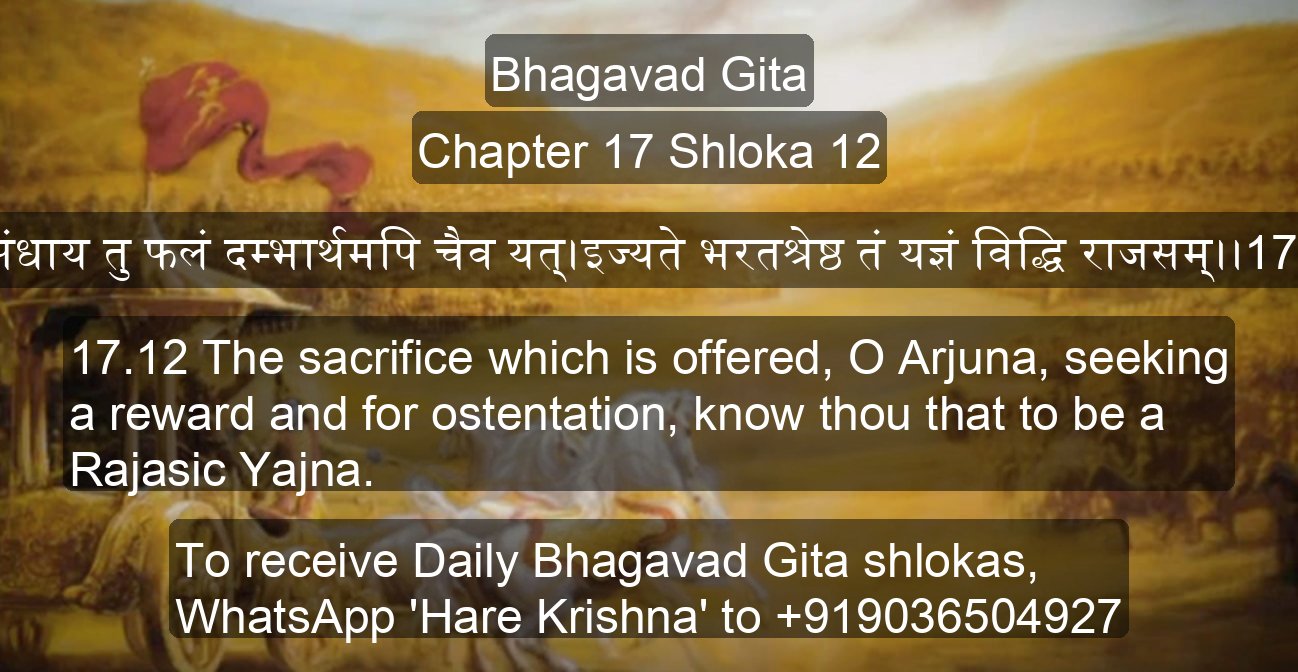 Bhagavad Gita
Chapter 17 Shloka 12
तु फलं दम्भार्थमपि चैव यत्।इज्यते भरतश्रेष्ठ तं यज्ञं विद्धि राजसम्।।17
17.12 The sacrifice which is offered, O Arjuna, seeking
a reward and for ostentation, know thou that to be a
Rajasic Yajna.
To receive Daily Bhagavad Gita shlokas,
WhatsApp 'Hare Krishna' to +919036504927